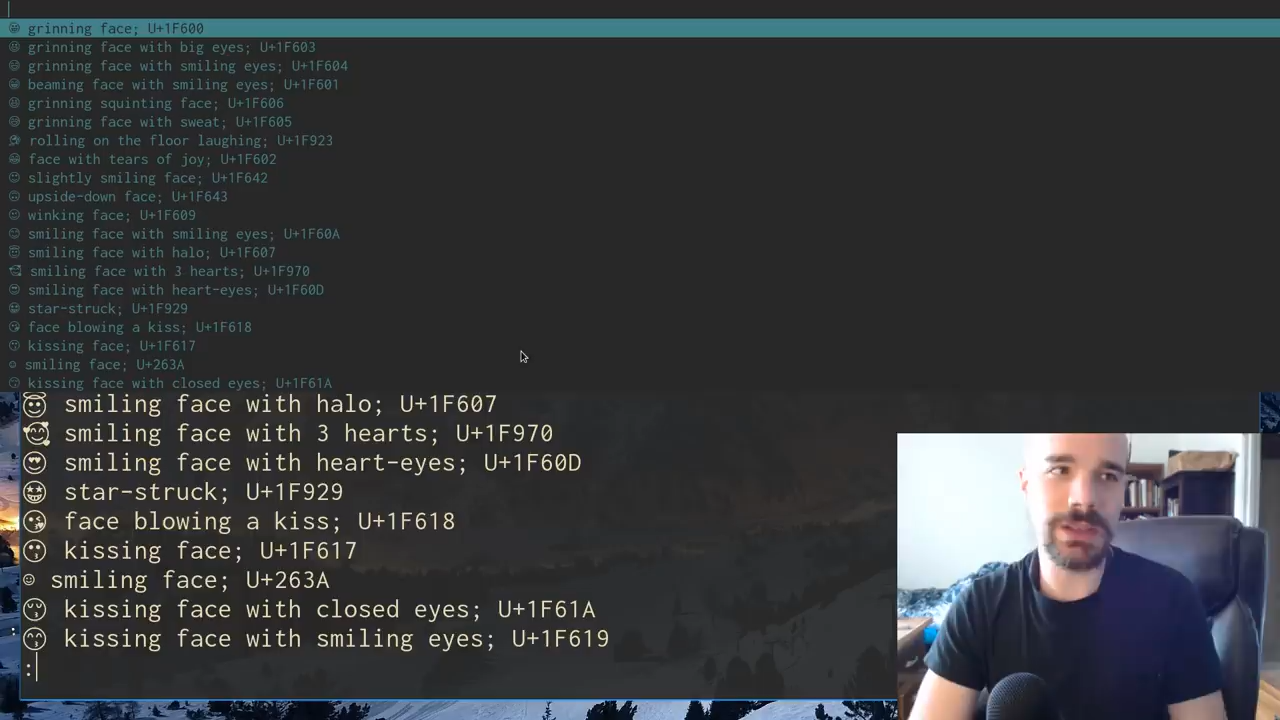 grinning face; U+1F600
grinning face with big eyes; U+1F603
grinning face with smiling eyes; U+1F604
beaming face with smiling eyes; U+1F601
grinning squinting face; U+1F606
grinning face with sweat; U+1F605
rolling on the floor laughing; U+1F923
face with tears of joy; U+1F602
slightly smiling face; U+1F642
upside-down face; U+1F643
winking face; U+1F609
smiling face with smiling eyes; U+1F60A
smiling face with halo; U+1F607
smiling face with 3 hearts; U+1F970
smiling face with heart-eyes; U+1F60D
star-struck; U+1F929
face blowing a kiss; U+1F618
kissing face; U+1F617
smiling face; U+263A
kissing face with closed eyes; U+1F61A
smiling face with halo; U+1F607
smiling face with 3 hearts; U+1F970
smiling face with heart-eyes; U+1F60D
star-struck; U+1F929
face blowing a kiss; U+1F618
kissing face; U+1F617
smiling face; U+263A
kissing face with closed eyes; U+1F61A
kissing face with smiling eyes; U+1F619
: